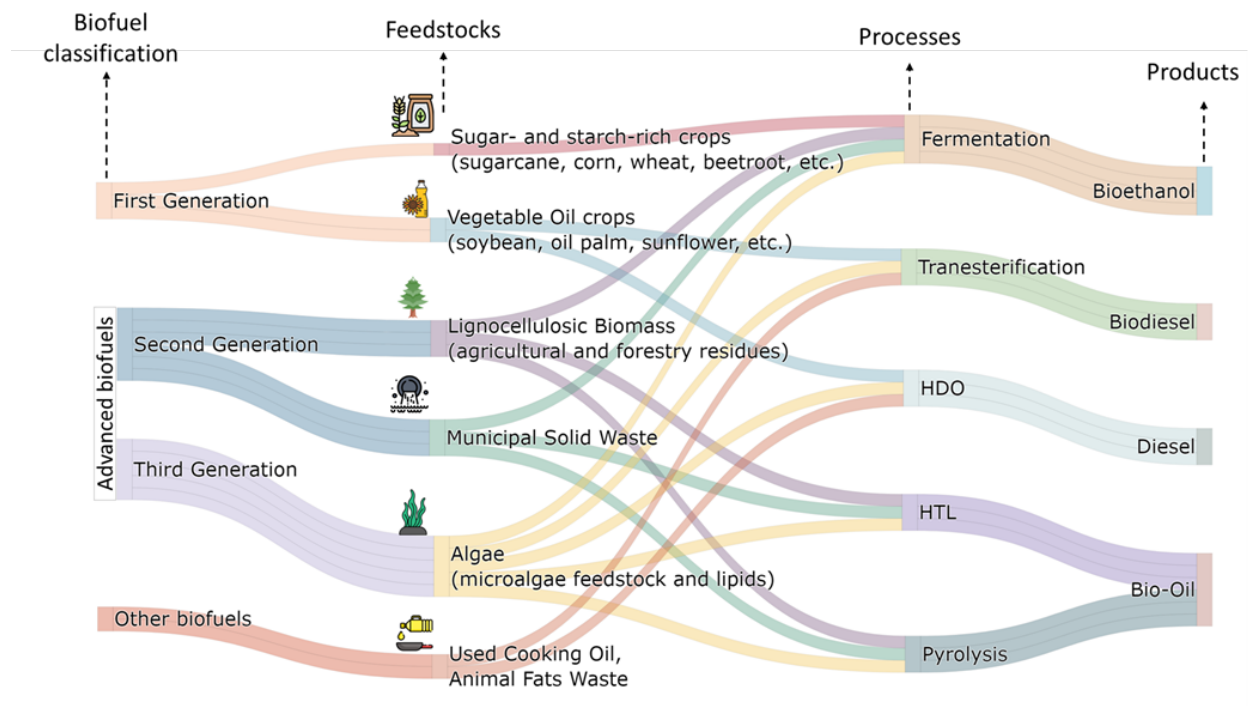 Biofuel
classification
Feedstocks
Processes
Products
Sugar- and starch-rich crops
(sugarcane, corn, wheat, beetroot, etc.)
Fermentation
First Generation
Bioethanol
Vegetable Oil crops
(soybean, oil palm, sunflower, etc.)
Tranesterification
Advanced biofuels
Second Generation
Lignocellulosic Biomass
(agricultural and forestry residues)
Biodiesel
HDO
Municipal Solid Waste
Diesel
Third Generation
HTL
Algae
(microalgae feedstock and lipids)
Bio-Oil
Other biofuels
Used Cooking Oil,
Animal Fats Waste
Pyrolysis